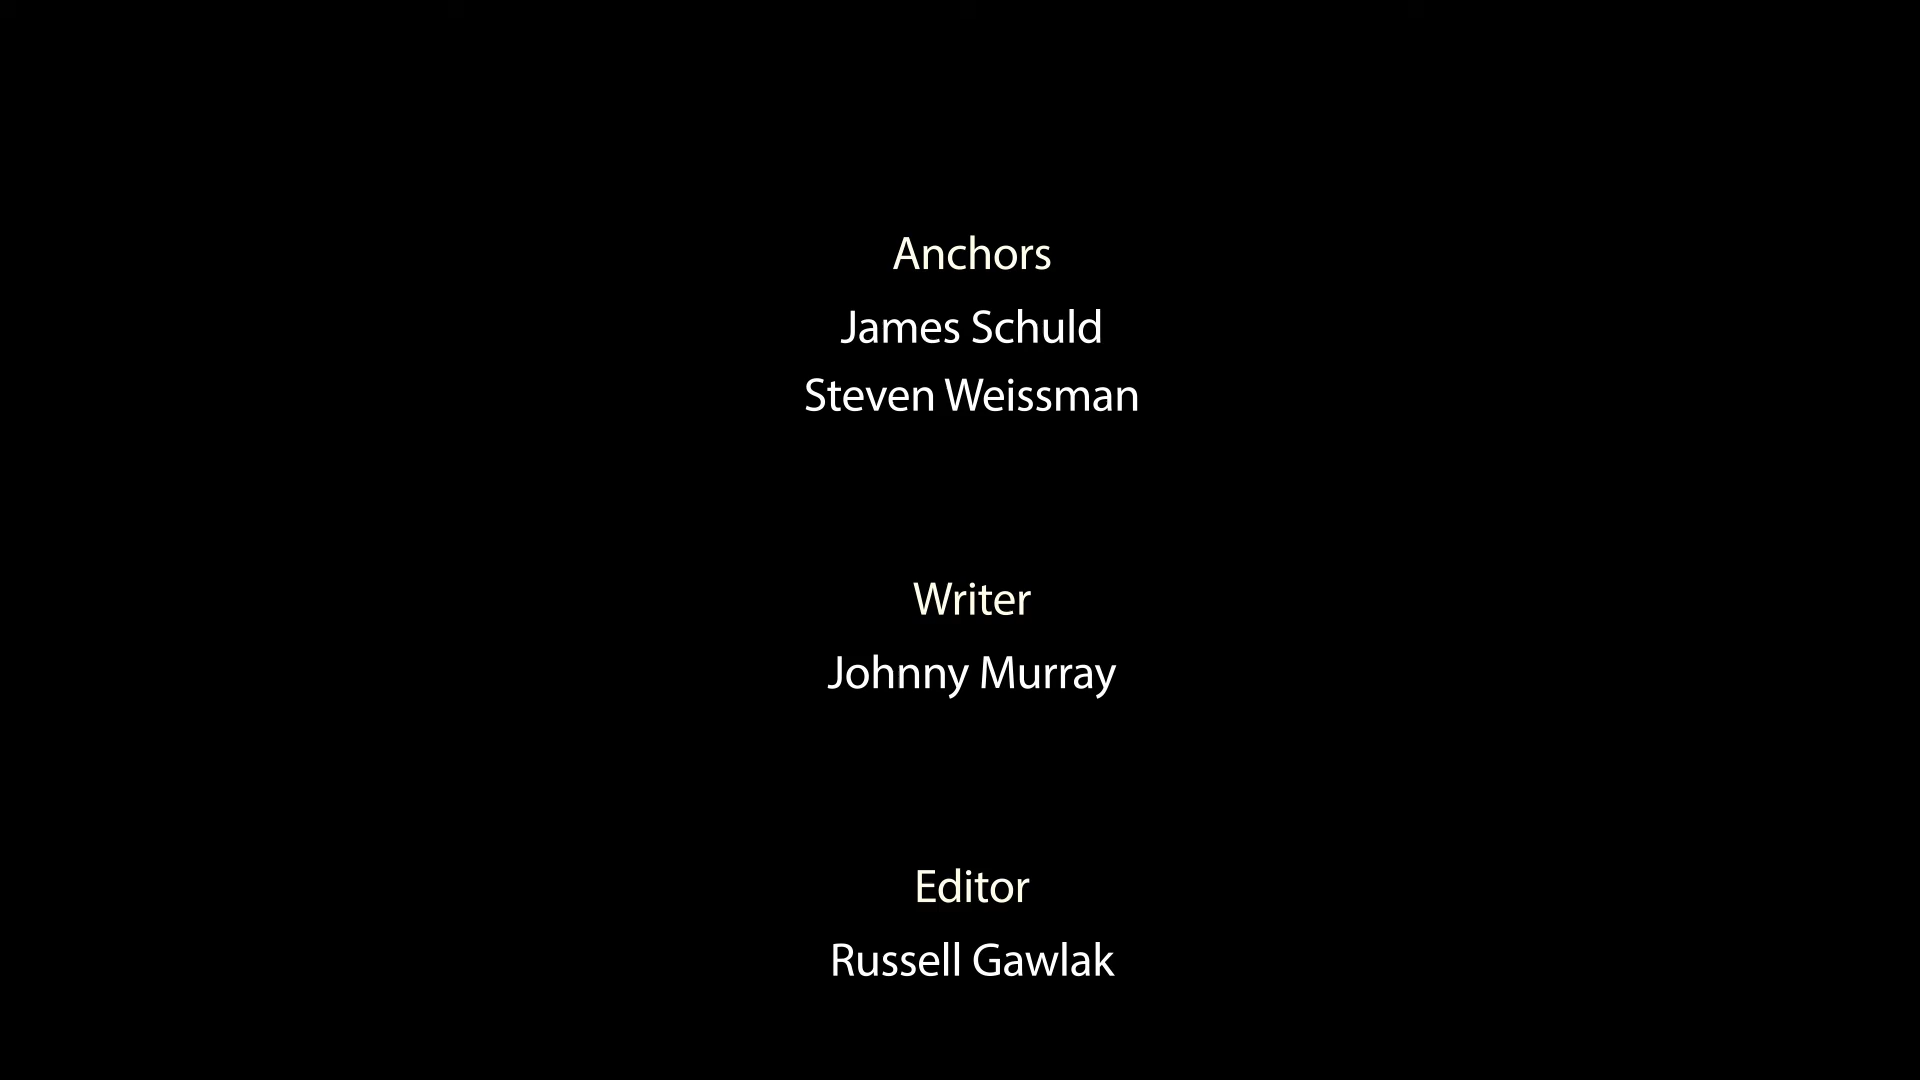 Anchors
James Schuld
Steven Weissman
Writer
Johnny Murray
Editor
Russell Gawlak